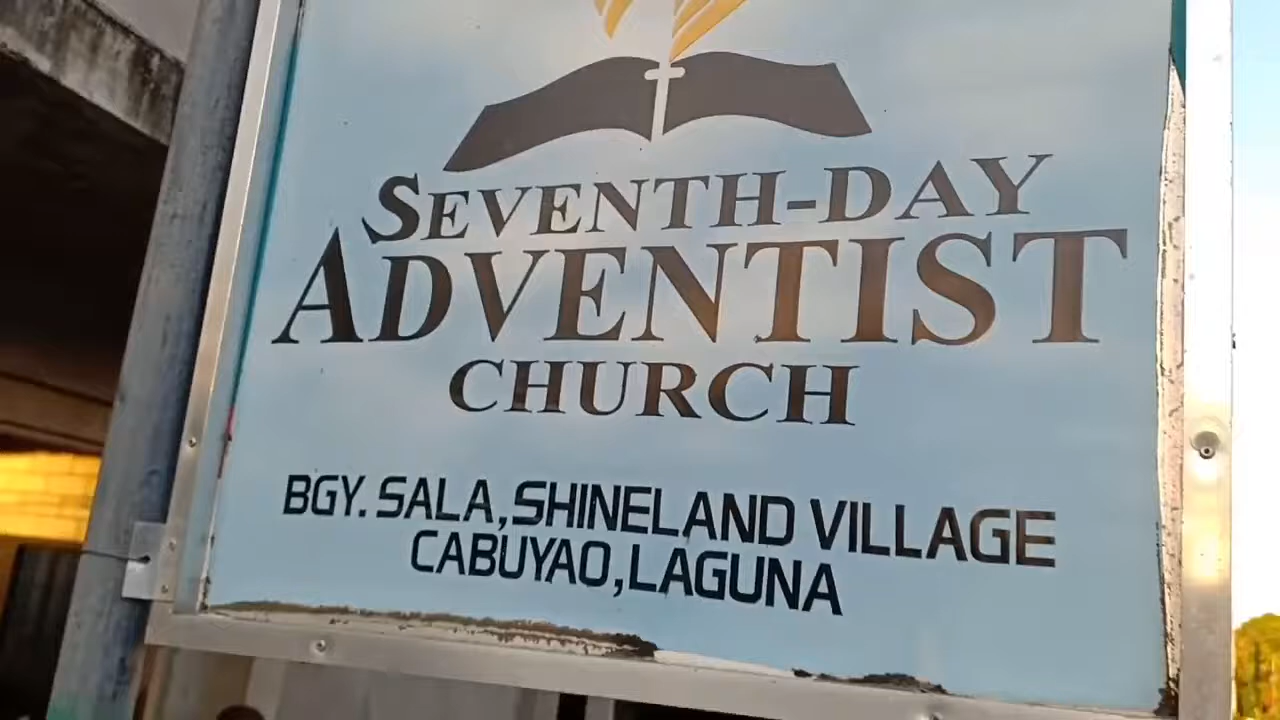 SEVENTH-DAY
ADVENTIST
CHURCH
BGY. SALA, SHINELAND VILLAGE
CABUYAO, LAGUNA